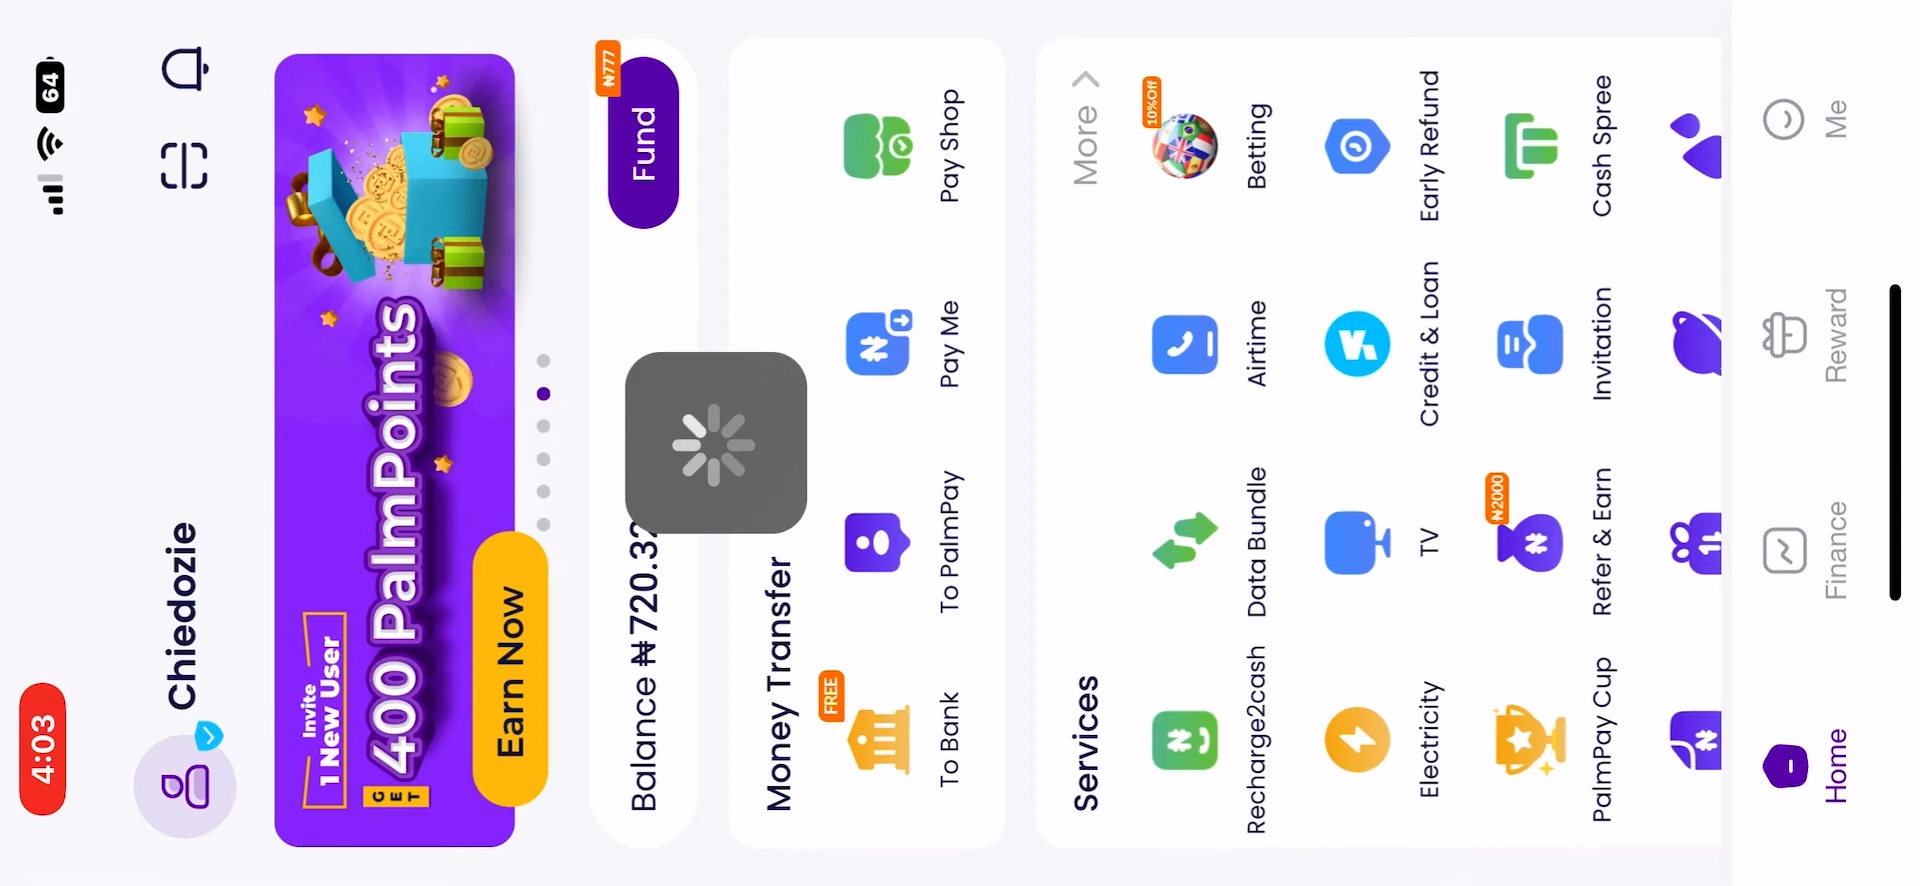 4:03
64
Chiedozie
Invite
1 New User
GET
400 PalmPoints
Earn Now
Balance ₦720.32
₦777
Fund
Money Transfer
FREE
To Bank
To PalmPay
Pay Me
Pay Shop
Services
More >
10%Off
Recharge2cash
Data Bundle
Airtime
Betting
Electricity
TV
Credit & Loan
Early Refund
₦2000
PalmPay Cup
Refer & Earn
Invitation
Cash Spree
Home
Finance
Reward
Me